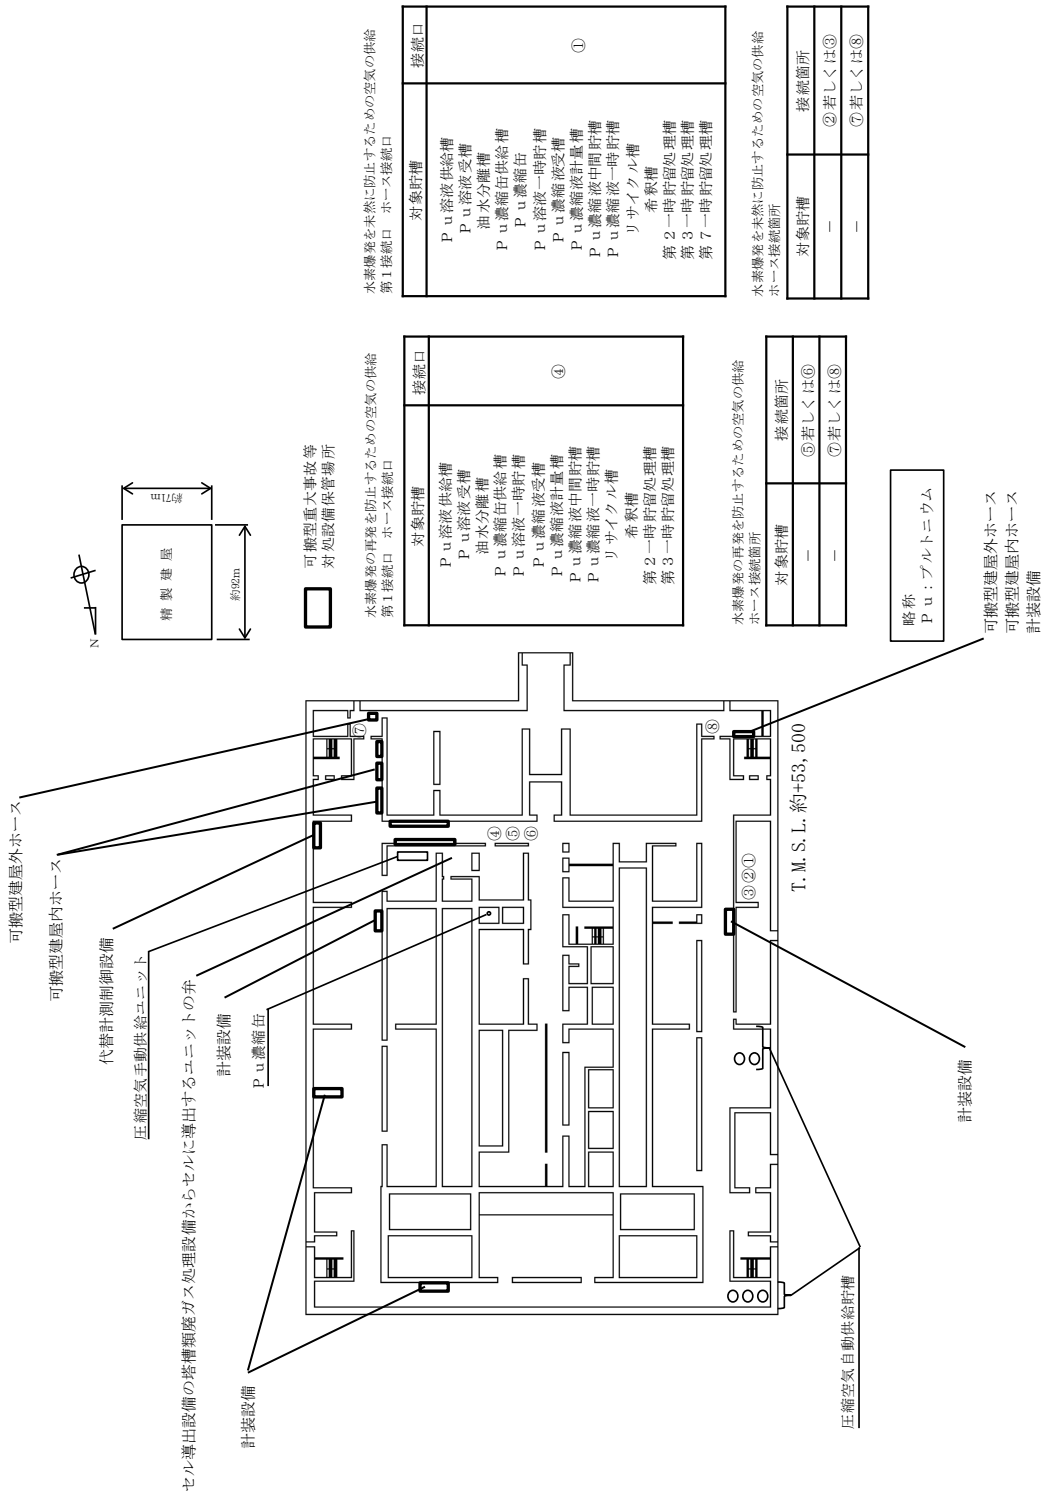 水素爆発を未然に防止するための空気の供給
第1接続口 ホース接続口
対象貯槽 接続口
Ｐｕ溶液供給槽
Ｐｕ溶液受槽
油水分離槽
Ｐｕ濃縮缶供給槽
Ｐｕ濃縮缶
Ｐｕ溶液一時貯槽
Ｐｕ濃縮液受槽
Ｐｕ濃縮液計量槽
Ｐｕ濃縮液中間貯槽
Ｐｕ濃縮液一時貯槽
リサイクル槽
希釈槽
第２一時貯留処理槽
第３一時貯留処理槽
第７一時貯留処理槽
①
水素爆発を未然に防止するための空気の供給
ホース接続箇所
対象貯槽 接続箇所
－ ②若しくは③
－ ⑦若しくは⑧
N
精製建屋
約71m
約92m
可搬型重大事故等
対処設備保管場所
水素爆発の再発を防止するための空気の供給
第1接続口 ホース接続口
対象貯槽 接続口
Ｐｕ溶液供給槽
Ｐｕ溶液受槽
油水分離槽
Ｐｕ濃縮缶供給槽
Ｐｕ溶液一時貯槽
Ｐｕ濃縮液受槽
Ｐｕ濃縮液計量槽
Ｐｕ濃縮液中間貯槽
Ｐｕ濃縮液一時貯槽
リサイクル槽
希釈槽
第２一時貯留処理槽
第３一時貯留処理槽
④
水素爆発の再発を防止するための空気の供給
ホース接続箇所
対象貯槽 接続箇所
－ ⑤若しくは⑥
－ ⑦若しくは⑧
略称
Ｐｕ：プルトニウム
可搬型建屋外ホース
可搬型建屋内ホース
代替計測制御設備
圧縮空気手動供給ユニット
セル導出設備の塔槽類廃ガス処理設備からセルに導出するユニットの弁
計装設備
Ｐｕ濃縮缶
計装設備
⑦
④
⑤
⑥
⑧
③②①
T.M.S.L.約+53,500
可搬型建屋外ホース
可搬型建屋内ホース
計装設備
計装設備
圧縮空気自動供給貯槽